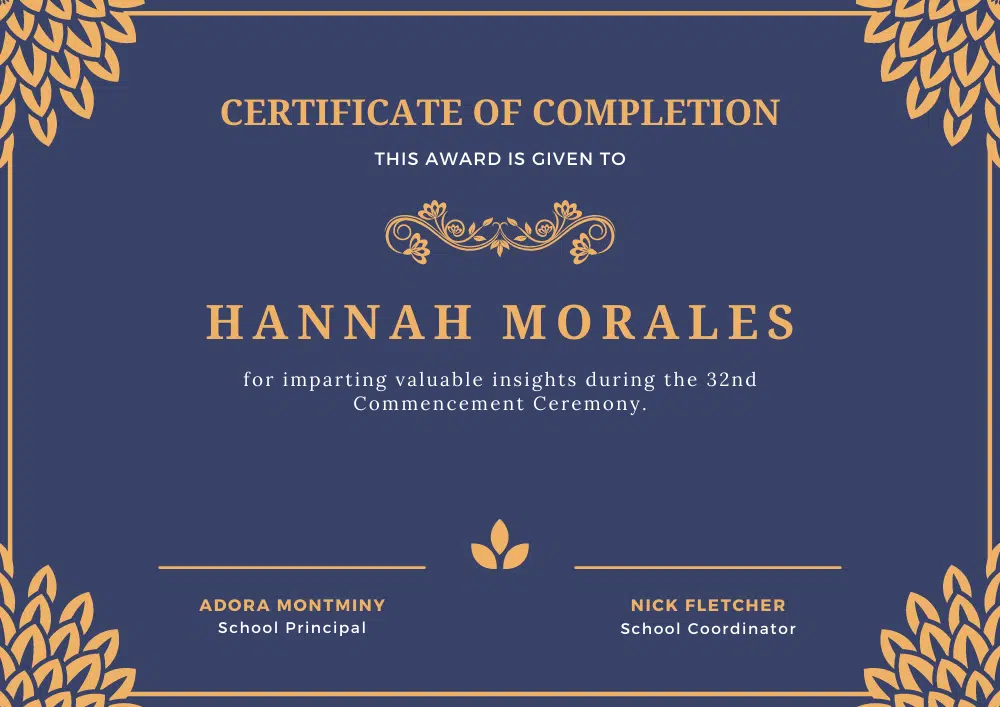 CERTIFICATE OF COMPLETION
THIS AWARD IS GIVEN TO
HANNAH MORALES
for imparting valuable insights during the 32nd
Commencement Ceremony.
ADORA MONTMINY
School Principal
NICK FLETCHER
School Coordinator